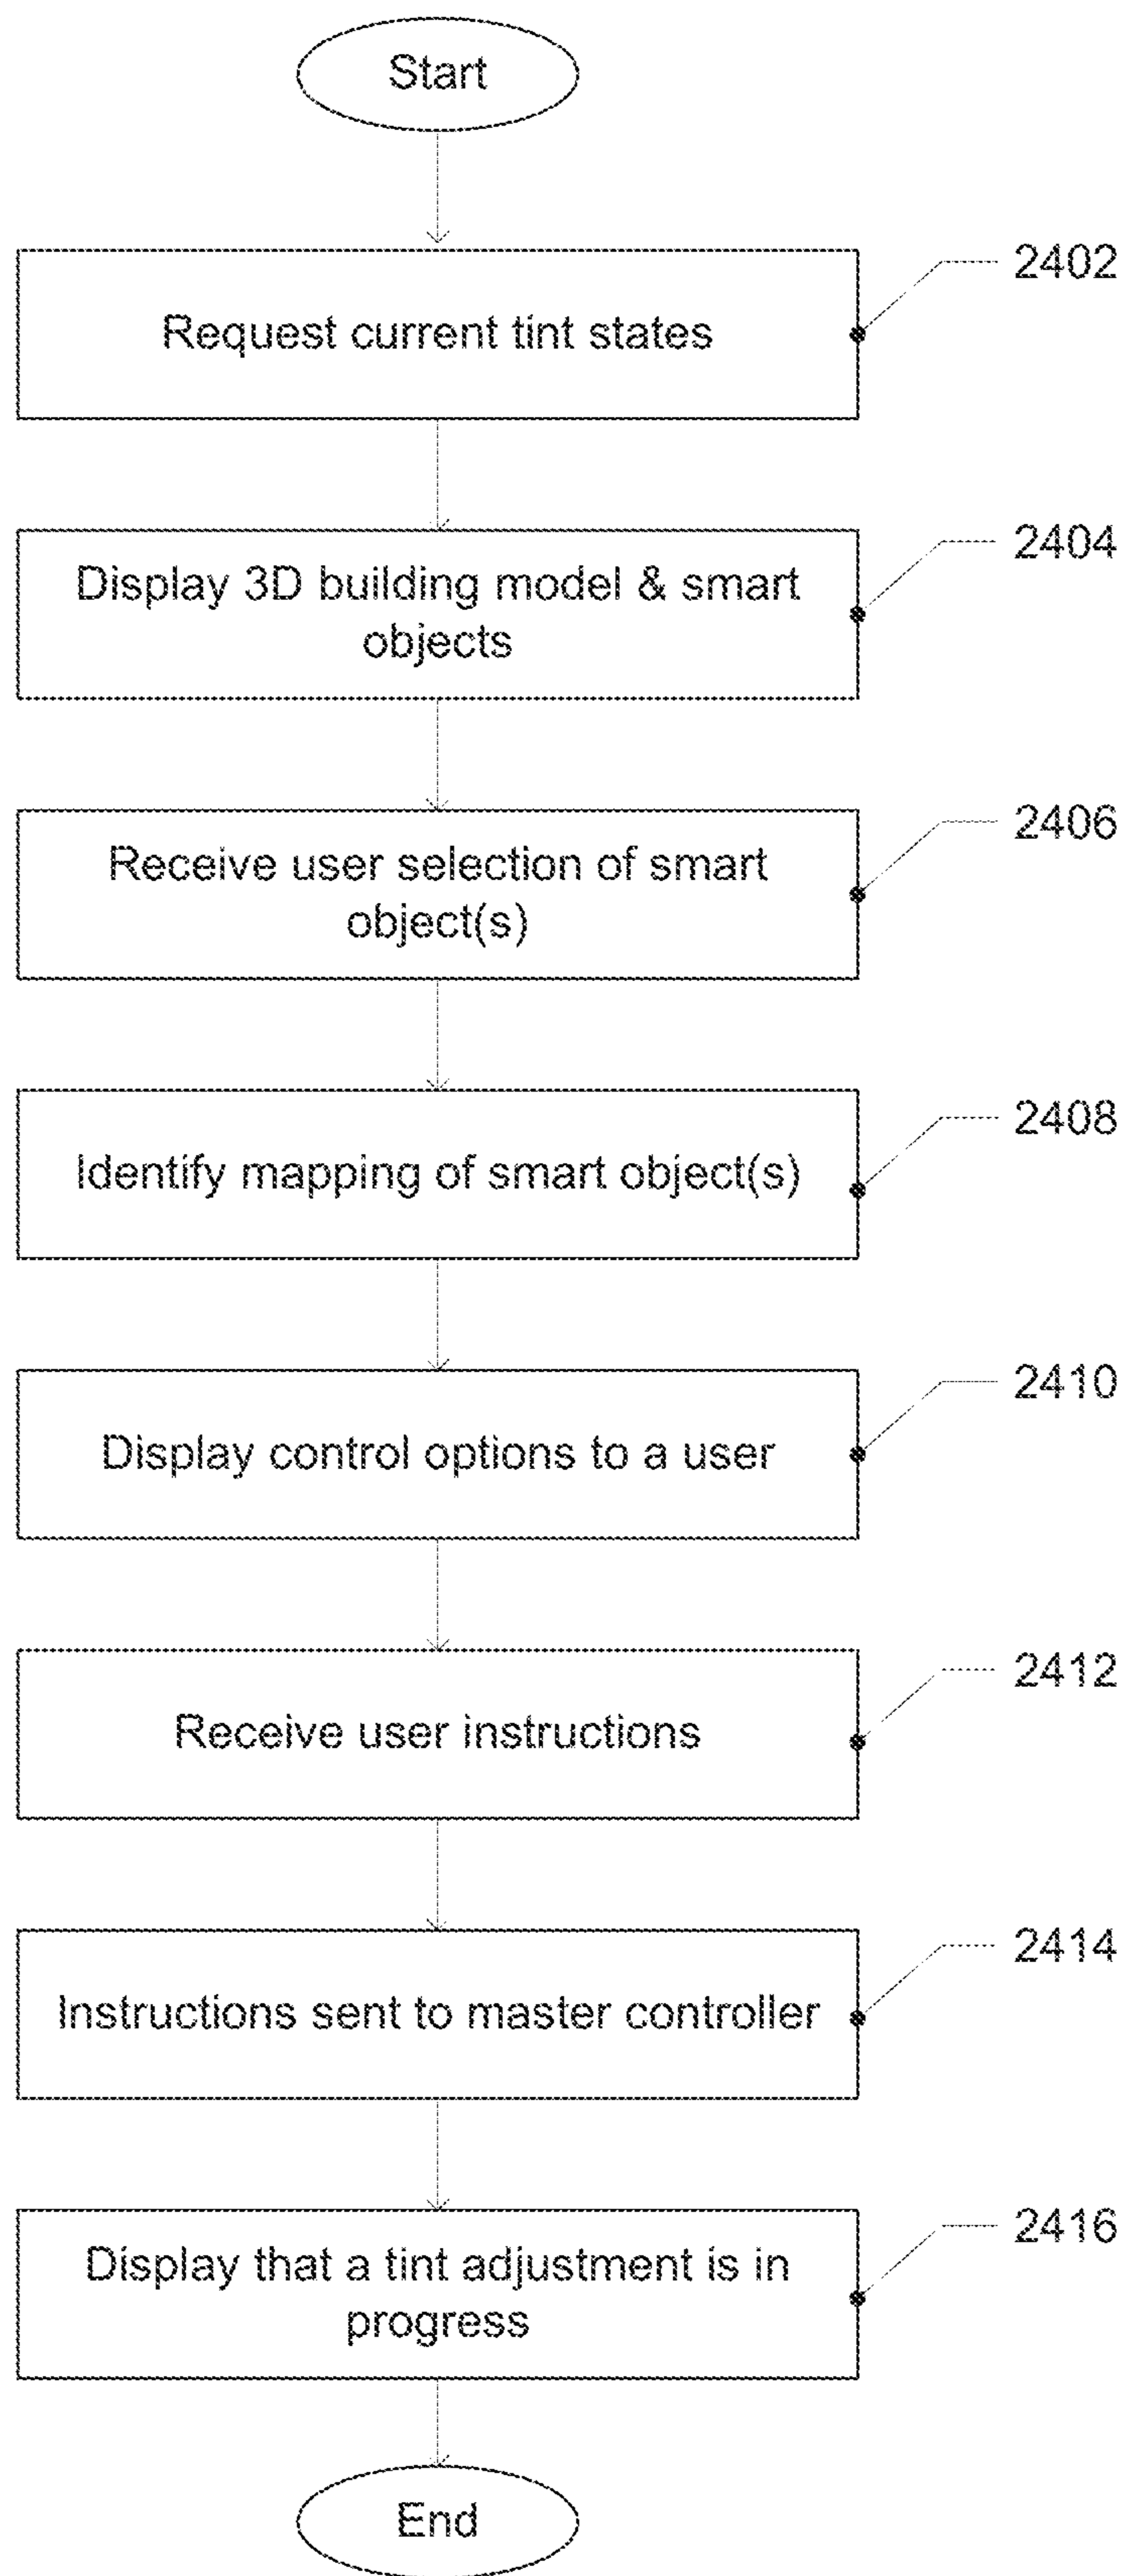 Start
2402
Request current tint states
2404
Display 3D building model & smart
objects
2406
Receive user selection of smart
object(s)
2408
Identify mapping of smart object(s)
2410
Display control options to a user
2412
Receive user instructions
2414
Instructions sent to master controller
2416
Display that a tint adjustment is in
progress
End